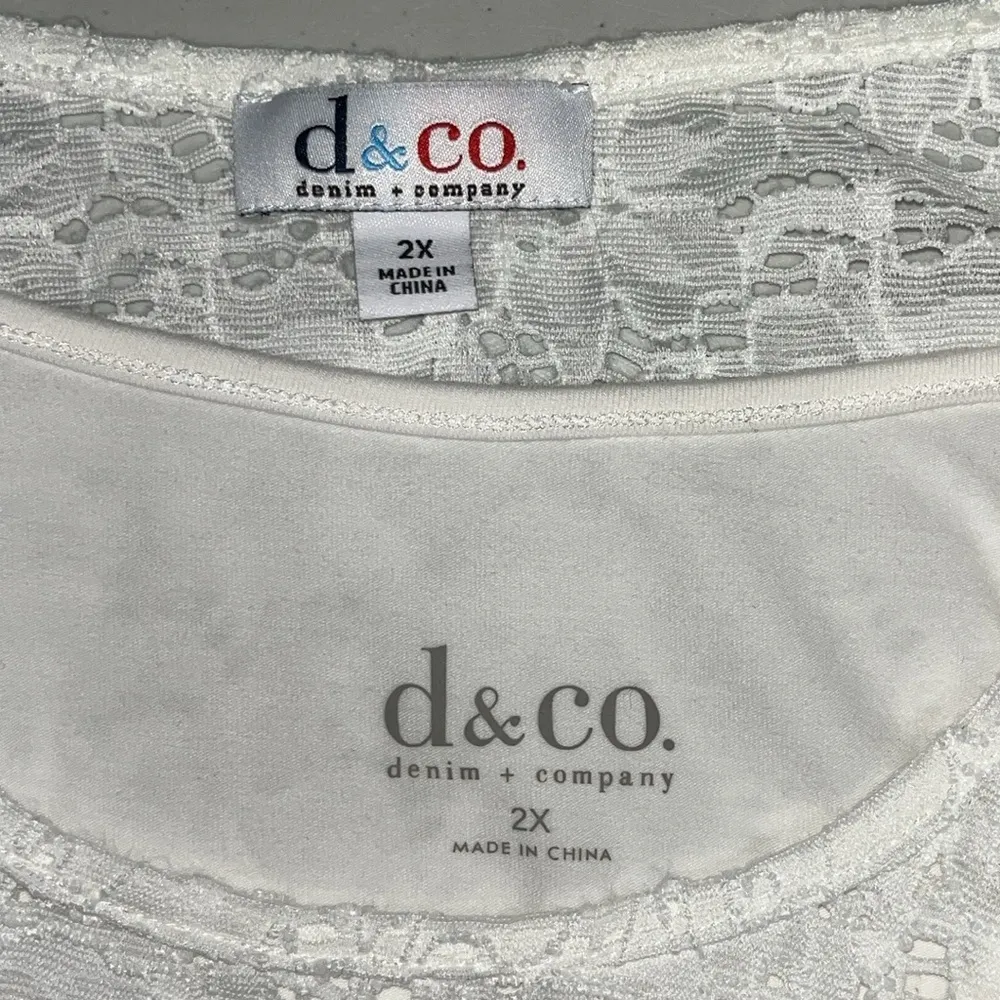 d&co.
denim + company
2X
MADE IN
CHINA
d&co.
denim + company
2X
MADE IN CHINA